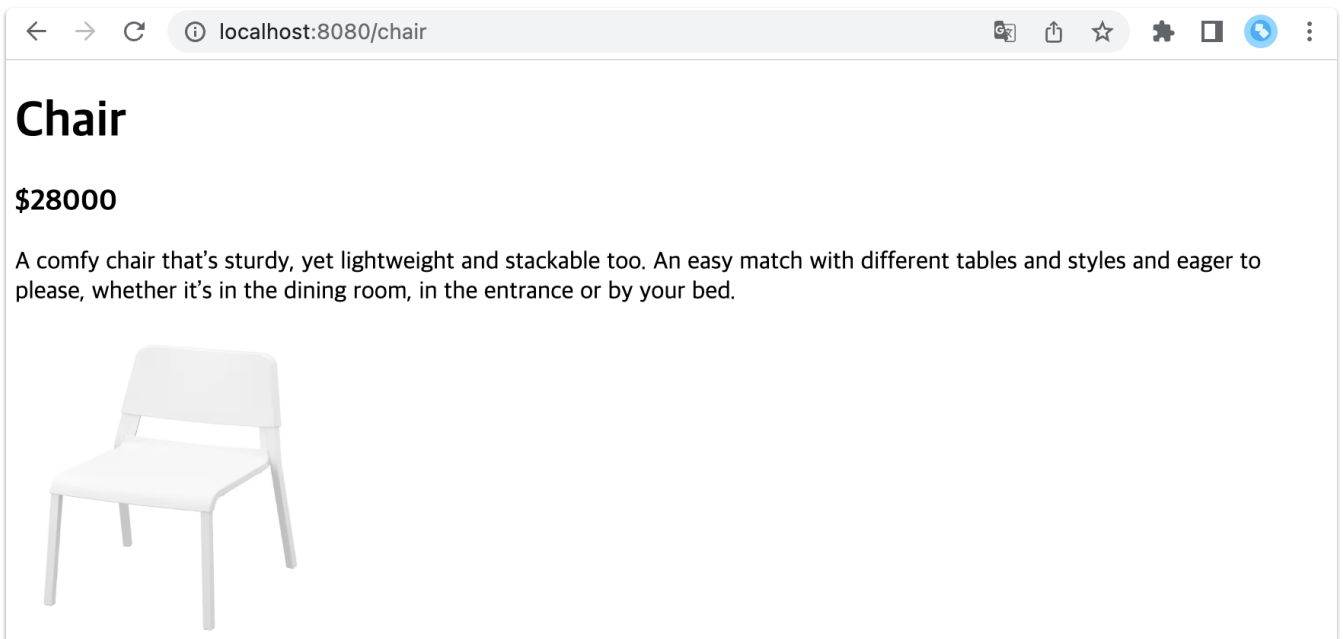 localhost:8080/chair
Chair
$28000
A comfy chair that’s sturdy, yet lightweight and stackable too. An easy match with different tables and styles and eager to
please, whether it’s in the dining room, in the entrance or by your bed.